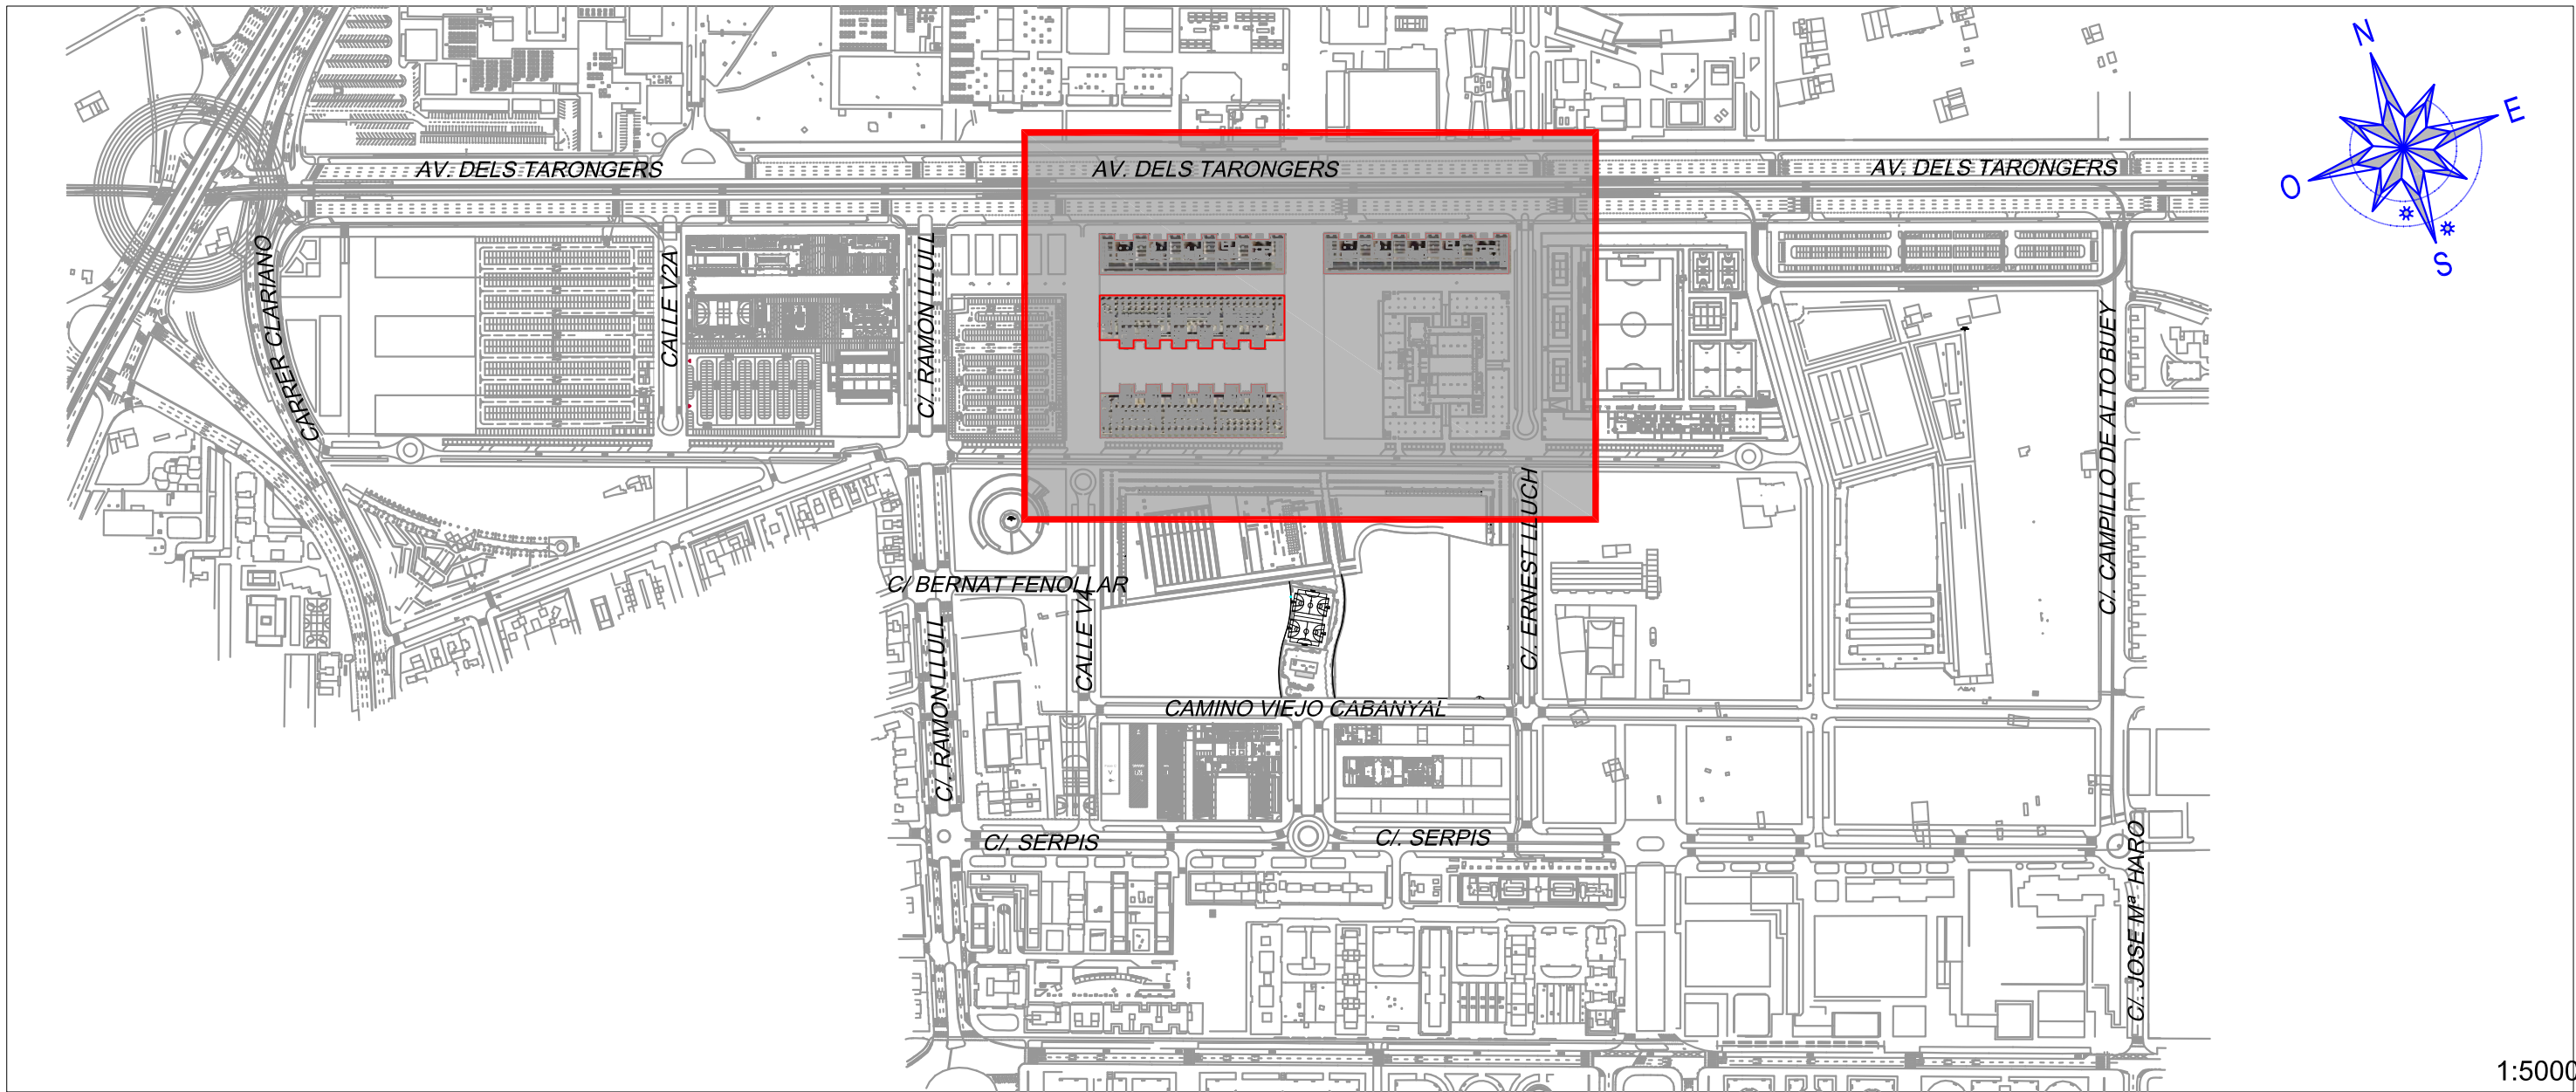 N
E
O
S
AV. DELS TARONGERS
AV. DELS TARONGERS
AV. DELS TARONGERS
CARRER CLARIANO
CALLE V2A
C/. RAMON LLULL
C/. CAMPILLO DE ALTO BUEY
C/. ERNEST LLUCH
C/ BERNAT FENOLLAR
CALLE V4
C/. RAMON LLULL
CAMINO VIEJO CABANYAL
C/. SERPIS
C/. SERPIS
C/. JOSE Mª HARO
1:5000